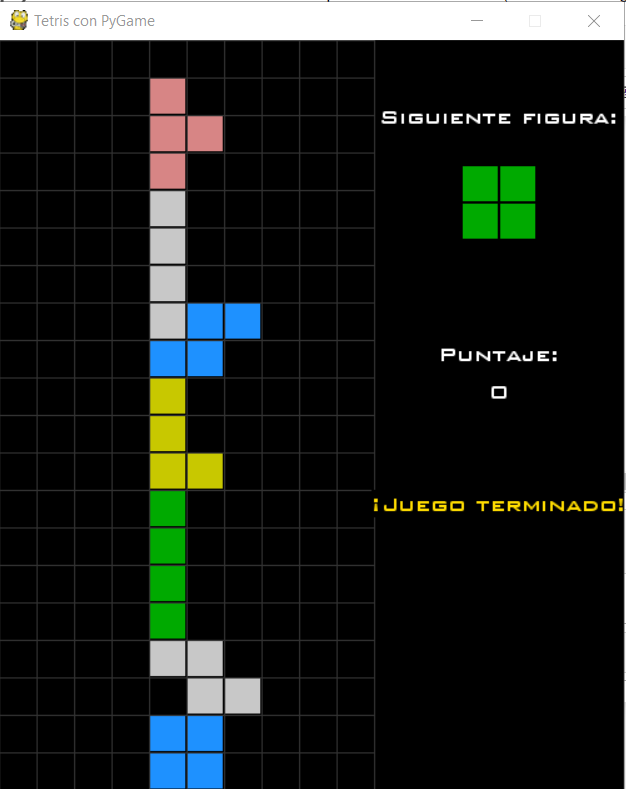 Tetris con PyGame
Siguiente figura:
Puntaje:
0
¡Juego terminado!